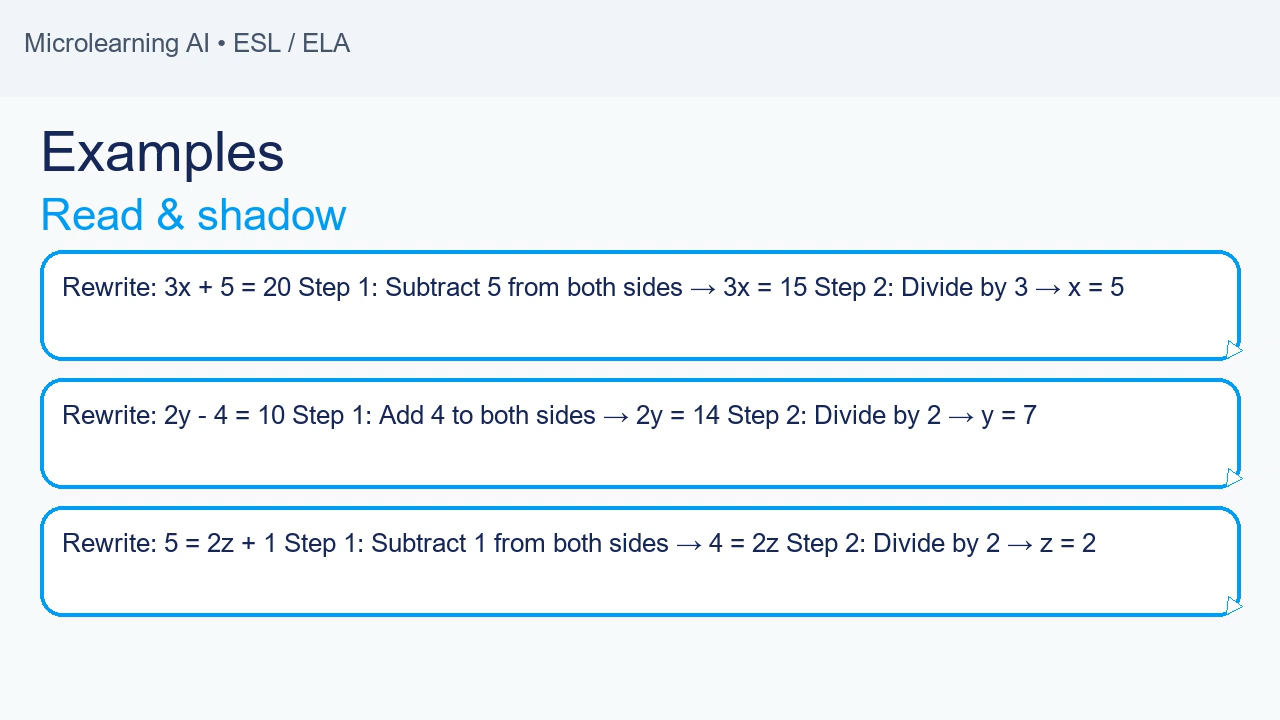 Microlearning AI • ESL / ELA
Examples
Read & shadow
Rewrite: 3x + 5 = 20 Step 1: Subtract 5 from both sides → 3x = 15 Step 2: Divide by 3 → x = 5
Rewrite: 2y - 4 = 10 Step 1: Add 4 to both sides → 2y = 14 Step 2: Divide by 2 → y = 7
Rewrite: 5 = 2z + 1 Step 1: Subtract 1 from both sides → 4 = 2z Step 2: Divide by 2 → z = 2